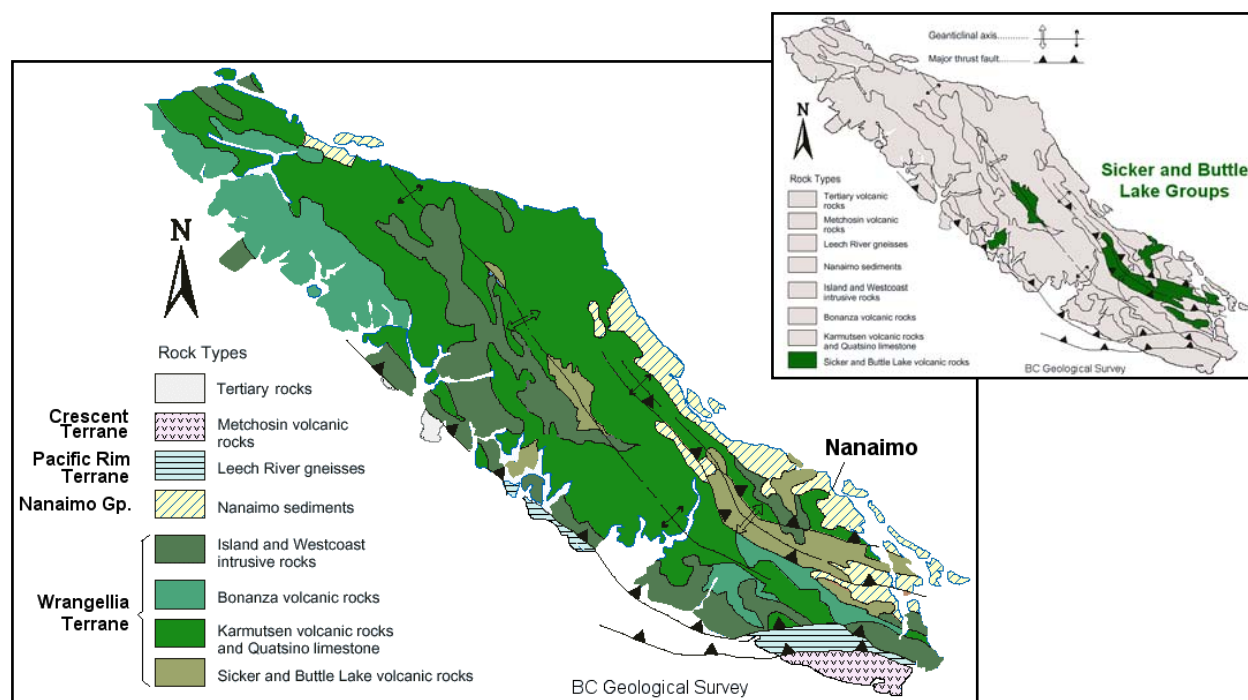 N
Rock Types
Tertiary rocks
Crescent
Terrane
Metchosin volcanic
rocks
Pacific Rim
Terrane
Leech River gneisses
Nanaimo Gp.
Nanaimo sediments
Island and Westcoast
intrusive rocks
Bonanza volcanic rocks
Wrangellia
Terrane
Karmutsen volcanic rocks
and Quatsino limestone
Sicker and Buttle Lake volcanic rocks
Nanaimo
BC Geological Survey
Geanticlinal axis
Major thrust fault
N
Sicker and Buttle
Lake Groups
Rock Types
Tertiary volcanic
rocks
Metchosin volcanic
rocks
Leech River gneisses
Nanaimo sediments
Island and Westcoast
intrusive rocks
Bonanza volcanic rocks
Karmutsen volcanic rocks
and Quatsino limestone
Sicker and Buttle Lake volcanic rocks
BC Geological Survey